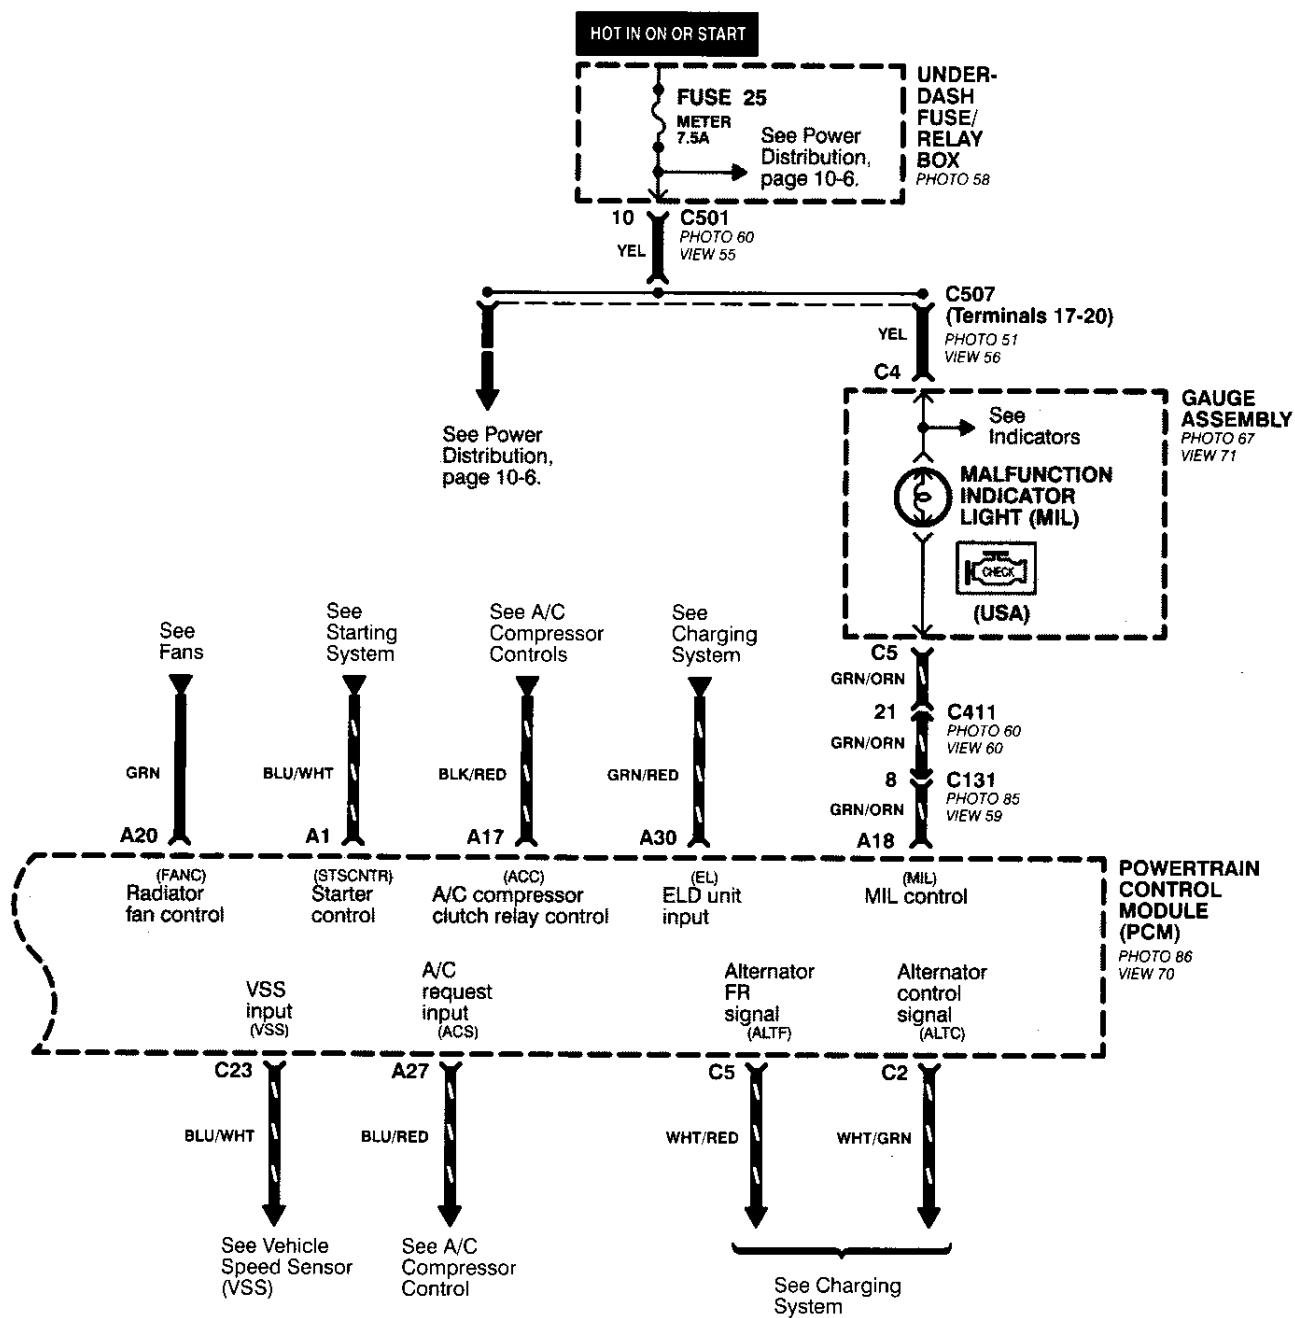 HOT IN ON OR START
UNDER-
DASH
FUSE/
RELAY
BOX
PHOTO 58
FUSE 25
METER
7.5A
See Power
Distribution,
page 10-6.
10
C501
PHOTO 60
VIEW 55
YEL
C507
(Terminals 17-20)
PHOTO 51
VIEW 56
YEL
C4
See Power
Distribution,
page 10-6.
GAUGE
ASSEMBLY
PHOTO 67
VIEW 71
See
Indicators
MALFUNCTION
INDICATOR
LIGHT (MIL)
CHECK
(USA)
C5
GRN/ORN
21
C411
PHOTO 60
VIEW 60
GRN/ORN
8
C131
PHOTO 85
VIEW 59
GRN/ORN
A18
See
Fans
See
Starting
System
See A/C
Compressor
Controls
See
Charging
System
GRN
BLU/WHT
BLK/RED
GRN/RED
A20
A1
A17
A30
POWERTRAIN
CONTROL
MODULE
(PCM)
PHOTO 86
VIEW 70
(FANC)
Radiator
fan control
(STSCNTR)
Starter
control
(ACC)
A/C compressor
clutch relay control
(EL)
ELD unit
input
(MIL)
MIL control
VSS
input
(VSS)
A/C
request
input
(ACS)
Alternator
FR
signal
(ALTF)
Alternator
control
signal
(ALTC)
C23
A27
C5
C2
BLU/WHT
BLU/RED
WHT/RED
WHT/GRN
See Vehicle
Speed Sensor
(VSS)
See A/C
Compressor
Control
See Charging
System